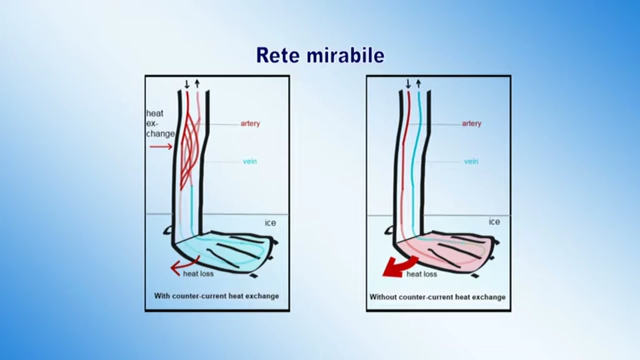 Rete mirabile
heat
ex-
change
artery
vein
ice
heat loss
With counter-current heat exchange
artery
vein
ice
heat loss
Without counter-current heat exchange